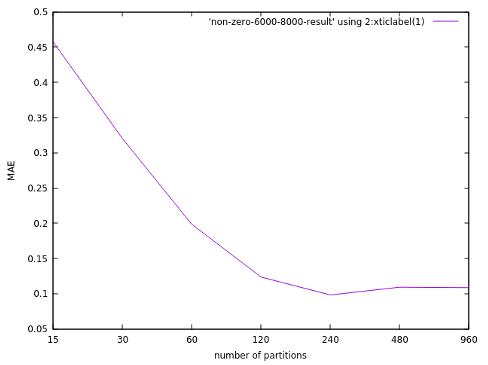 'non-zero-6000-8000-result' using 2:xticlabel(1)
0.5
0.45
0.4
0.35
0.3
0.25
0.2
0.15
0.1
0.05
MAE
15 30 60 120 240 480 960
number of partitions